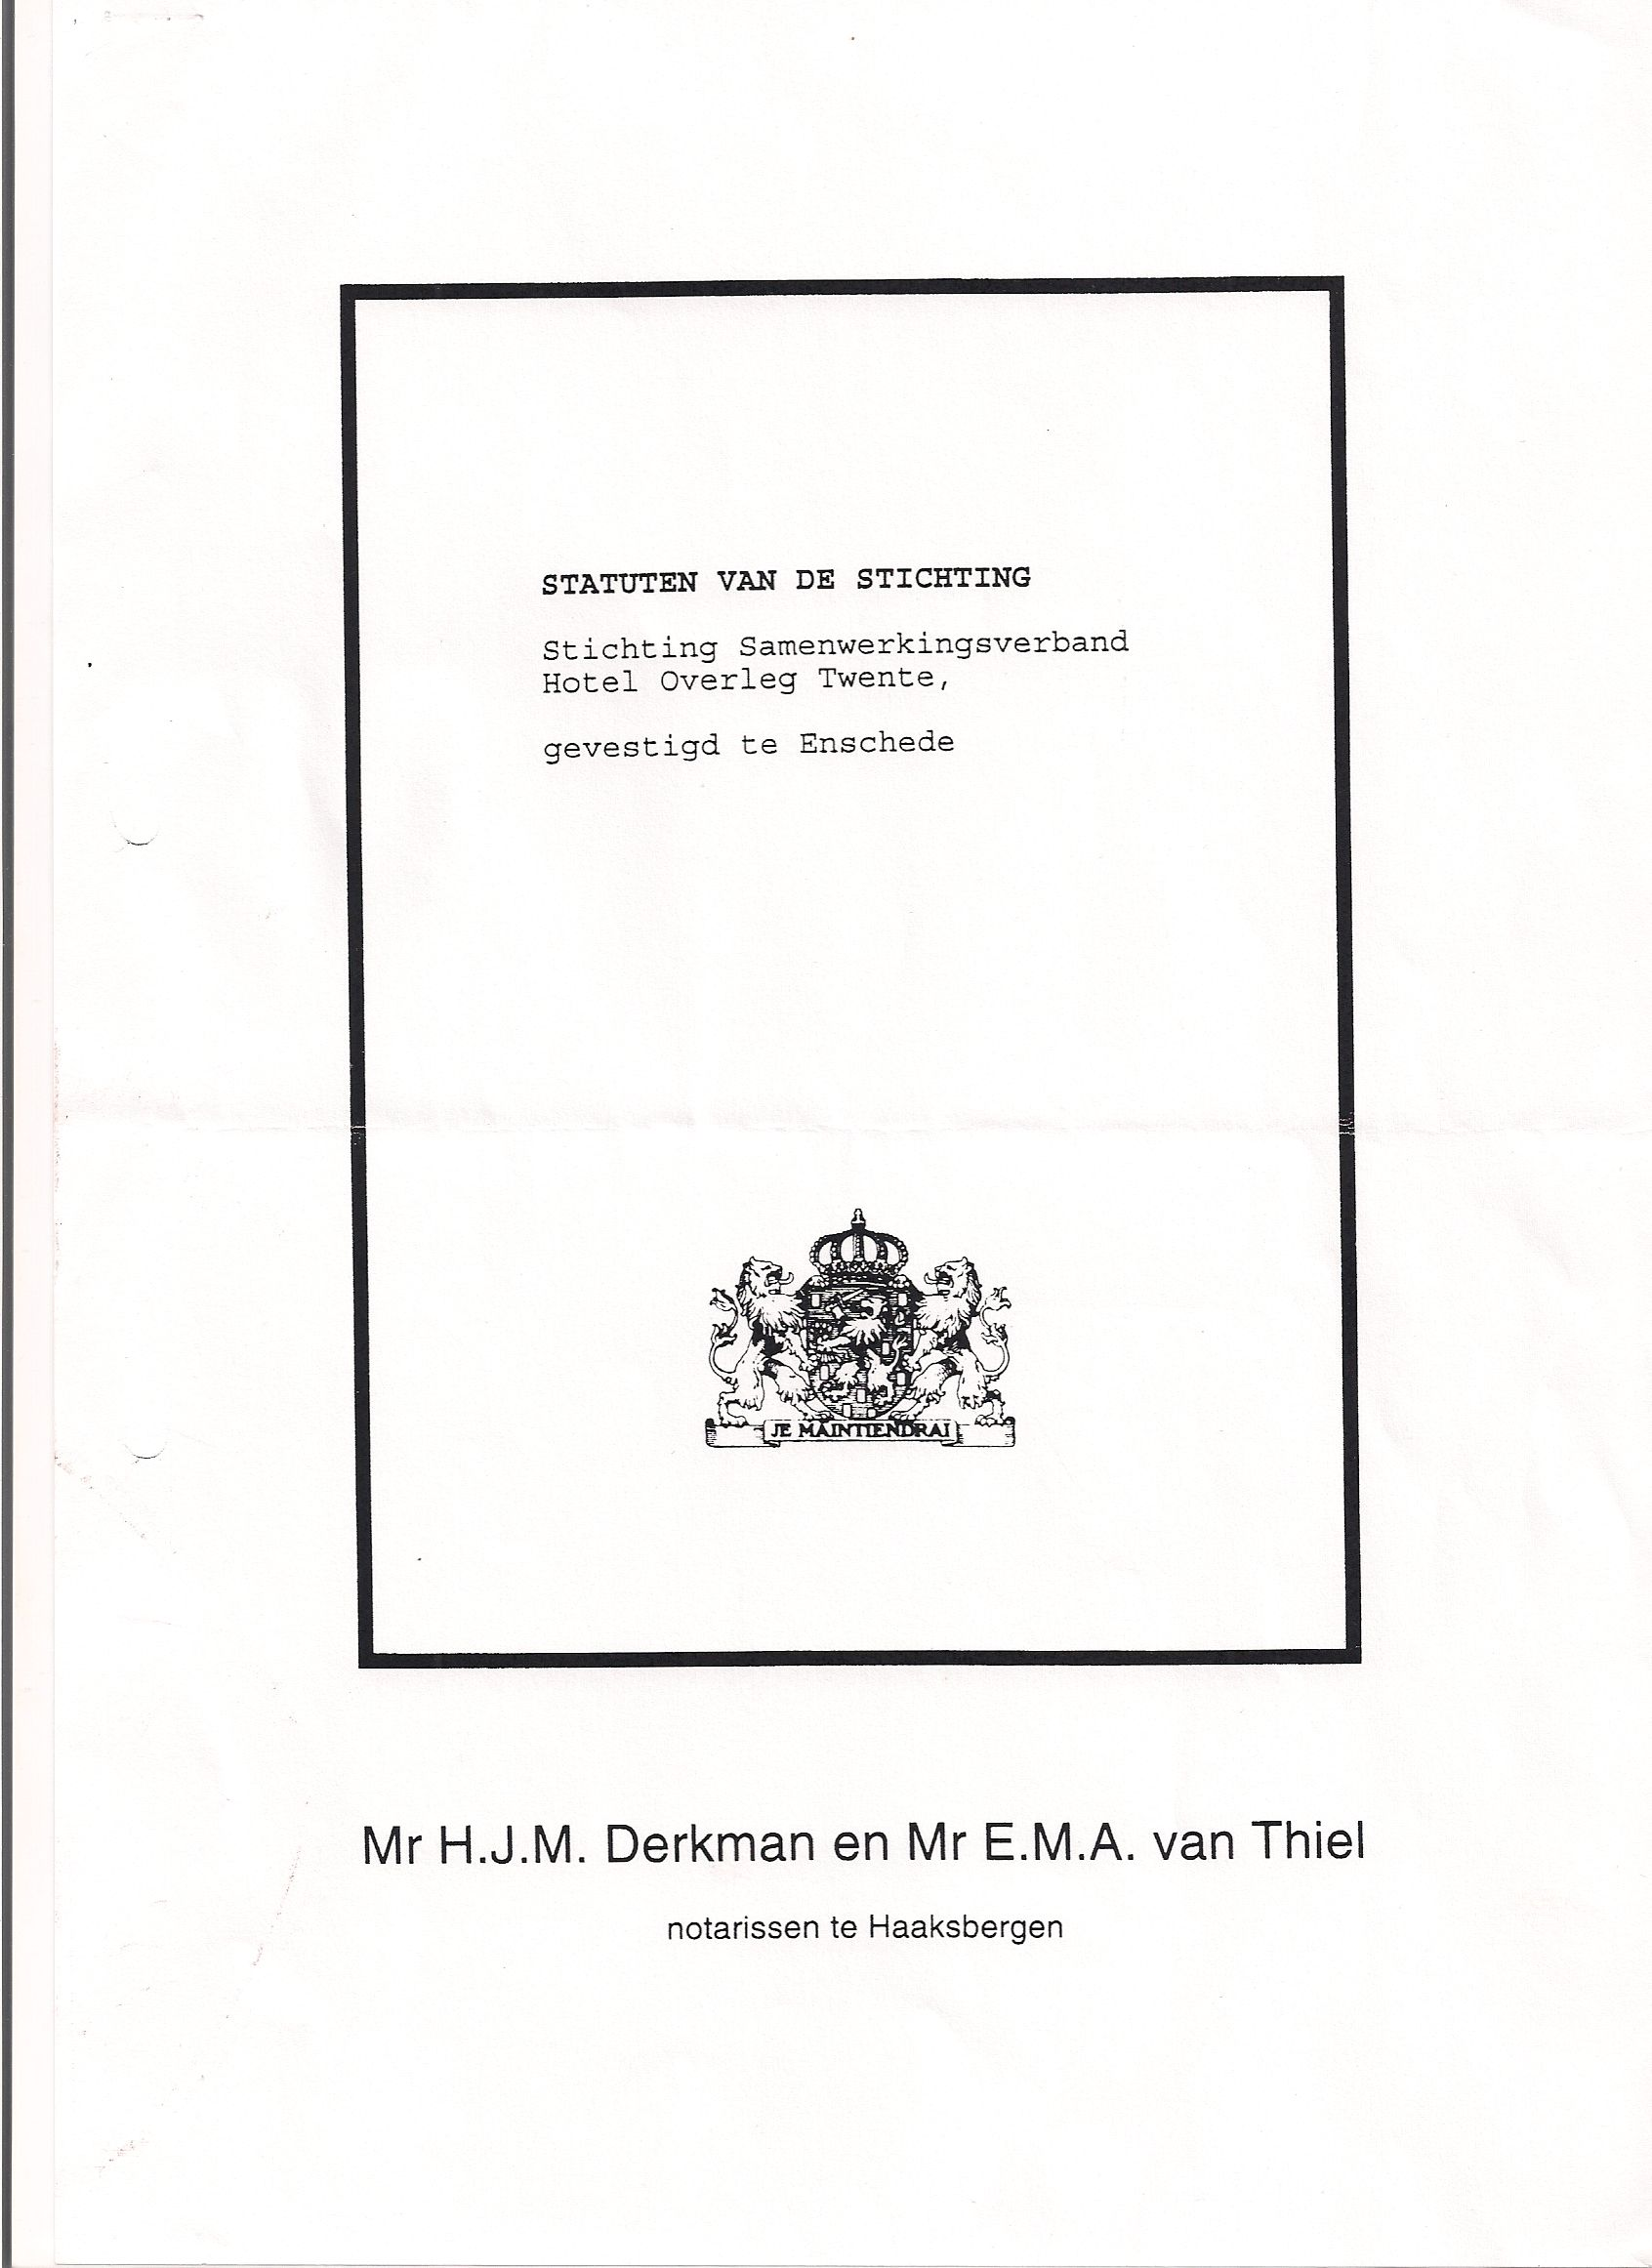 STATUTEN VAN DE STICHTING
Stichting Samenwerkingsverband
Hotel Overleg Twente,
gevestigd te Enschede
JE MAINTIENDRAI
Mr H.J.M. Derkman en Mr E.M.A. van Thiel
notarissen te Haaksbergen